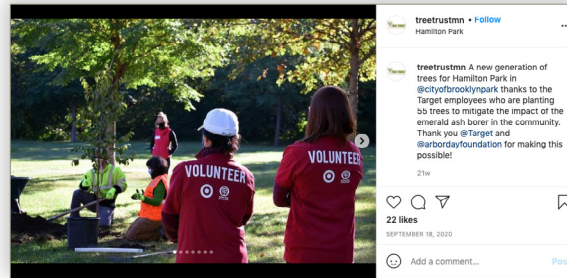 treetrustmn • Follow
Hamilton Park
treetrustmn A new generation of
trees for Hamilton Park in
@cityofbrooklynpark thanks to the
Target employees who are planting
55 trees to mitigate the impact of the
emerald ash borer in the community.
Thank you @Target and
@arbordayfoundation for making this
possible!
21w
VOLUNTEER
VOLUNTEER
22 likes
SEPTEMBER 18, 2020
Add a comment...
Pos